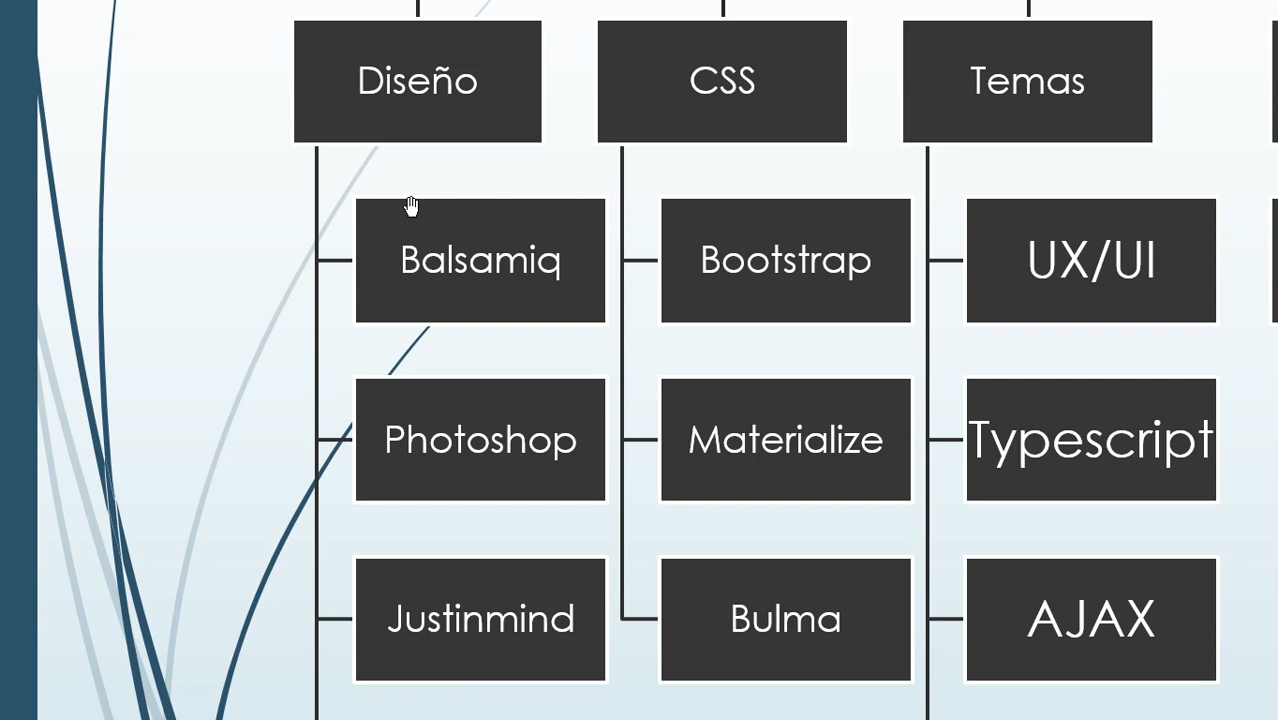 Diseño
CSS
Temas
Balsamiq
Bootstrap
UX/UI
Photoshop
Materialize
Typescript
Justinmind
Bulma
AJAX